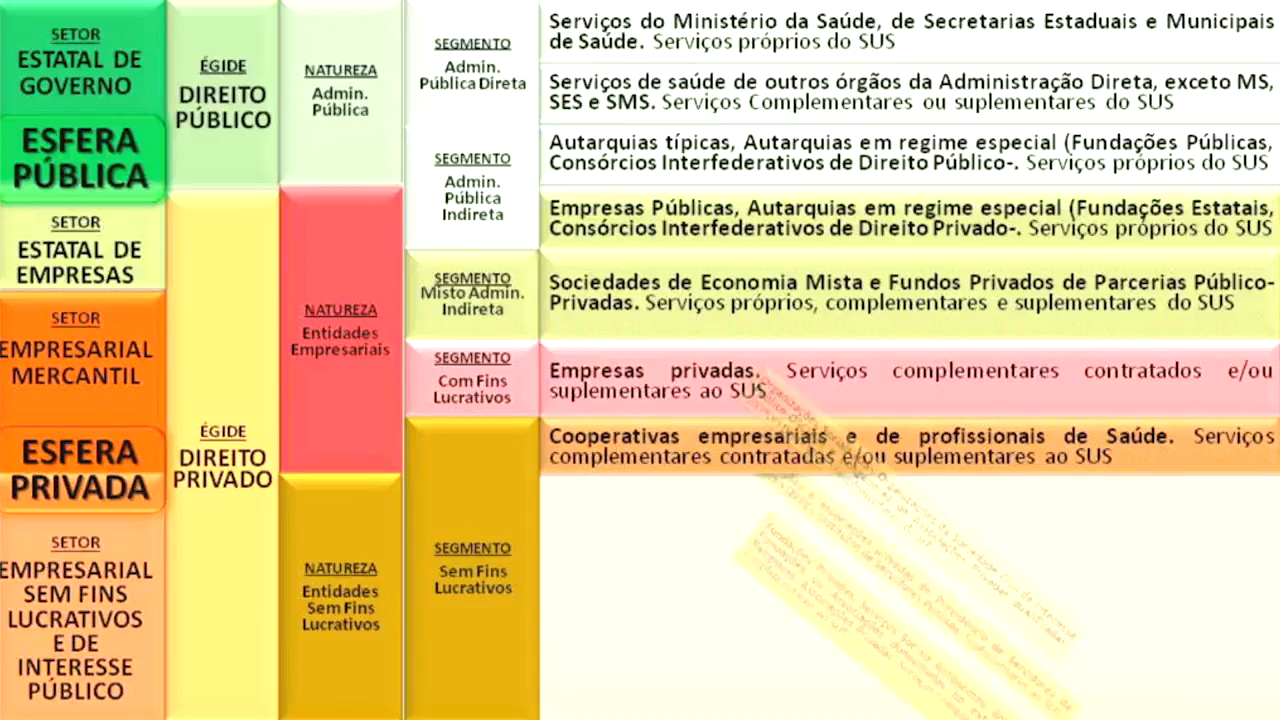 SETOR
ESTATAL DE
GOVERNO
ESFERA
PÚBLICA
SETOR
ESTATAL DE
EMPRESAS
SETOR
EMPRESARIAL
MERCANTIL
ESFERA
PRIVADA
SETOR
EMPRESARIAL
SEM FINS
LUCRATIVOS
E DE
INTERESSE
PÚBLICO
ÉGIDE
DIREITO
PÚBLICO
ÉGIDE
DIREITO
PRIVADO
NATUREZA
Admin.
Pública
NATUREZA
Entidades
Empresariais
NATUREZA
Entidades
Sem Fins
Lucrativos
SEGMENTO
Admin.
Pública Direta
SEGMENTO
Admin.
Pública
Indireta
SEGMENTO
Misto Admin.
Indireta
SEGMENTO
Com Fins
Lucrativos
SEGMENTO
Sem Fins
Lucrativos
Serviços do Ministério da Saúde, de Secretarias Estaduais e Municipais
de Saúde. Serviços próprios do SUS
Serviços de saúde de outros órgãos da Administração Direta, exceto MS,
SES e SMS. Serviços Complementares ou suplementares do SUS
Autarquias típicas, Autarquias em regime especial (Fundações Públicas,
Consórcios Interfederativos de Direito Público-. Serviços próprios do SUS
Empresas Públicas, Autarquias em regime especial (Fundações Estatais,
Consórcios Interfederativos de Direito Privado-. Serviços próprios do SUS
Sociedades de Economia Mista e Fundos Privados de Parcerias Público-
Privadas. Serviços próprios, complementares e suplementares do SUS
Empresas privadas. Serviços complementares contratados e/ou
suplementares ao SUS
Cooperativas empresariais e de profissionais de Saúde. Serviços
complementares contratadas e/ou suplementares ao SUS